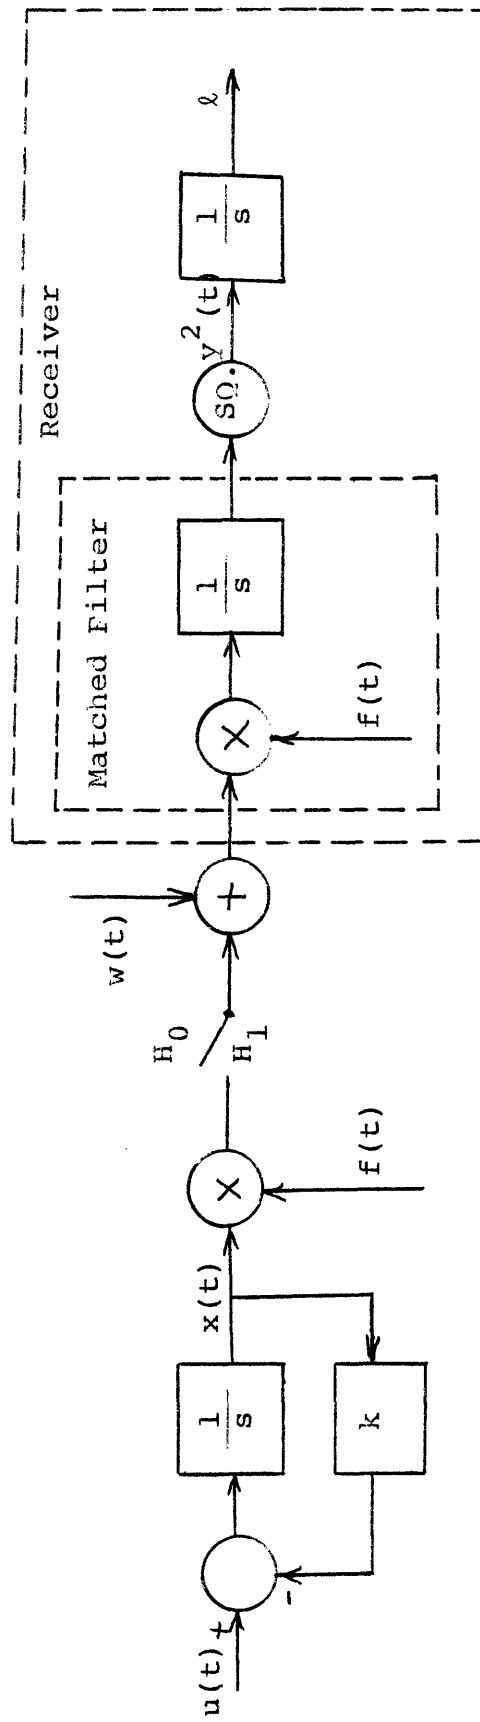 Receiver
Matched Filter
u(t)
+
-
1
s
k
x(t)
X
f(t)
H0
H1
w(t)
+
X
f(t)
1
s
SQ.
y²(t)
1
s
ℓ